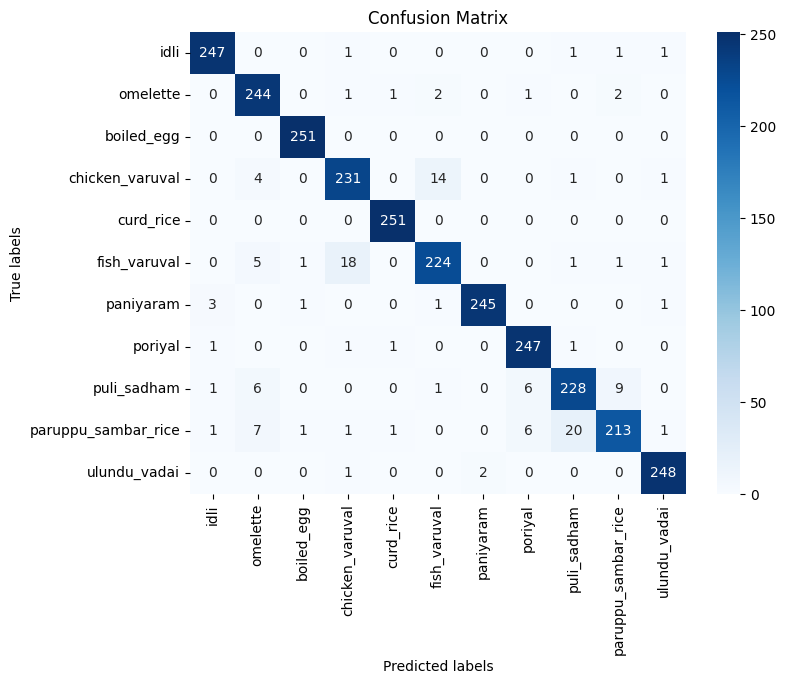 Confusion Matrix
True labels
idli 247 0 0 1 0 0 0 0 1 1 1
omelette 0 244 0 1 1 2 0 1 0 2 0
boiled_egg 0 0 251 0 0 0 0 0 0 0 0
chicken_varuval 0 4 0 231 0 14 0 0 1 0 1
curd_rice 0 0 0 0 251 0 0 0 0 0 0
fish_varuval 0 5 1 18 0 224 0 0 1 1 1
paniyaram 3 0 1 0 0 1 245 0 0 0 1
poriyal 1 0 0 1 1 0 0 247 1 0 0
puli_sadham 1 6 0 0 0 1 0 6 228 9 0
paruppu_sambar_rice 1 7 1 1 1 0 0 6 20 213 1
ulundu_vadai 0 0 0 1 0 0 2 0 0 0 248
idli omelette boiled_egg chicken_varuval curd_rice fish_varuval paniyaram poriyal puli_sadham paruppu_sambar_rice ulundu_vadai
Predicted labels
250
200
150
100
50
0